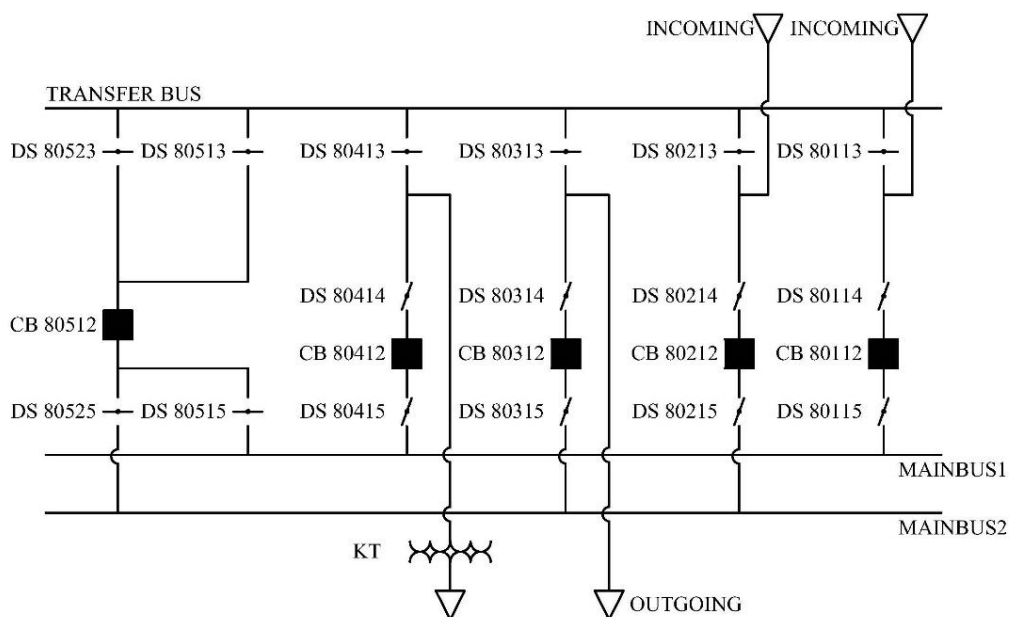 INCOMING INCOMING
TRANSFER BUS
DS 80523 DS 80513 DS 80413 DS 80313 DS 80213 DS 80113
DS 80414 DS 80314 DS 80214 DS 80114
CB 80512
CB 80412 CB 80312 CB 80212 CB 80112
DS 80525 DS 80515 DS 80415 DS 80315 DS 80215 DS 80115
MAINBUS1
MAINBUS2
KT
OUTGOING